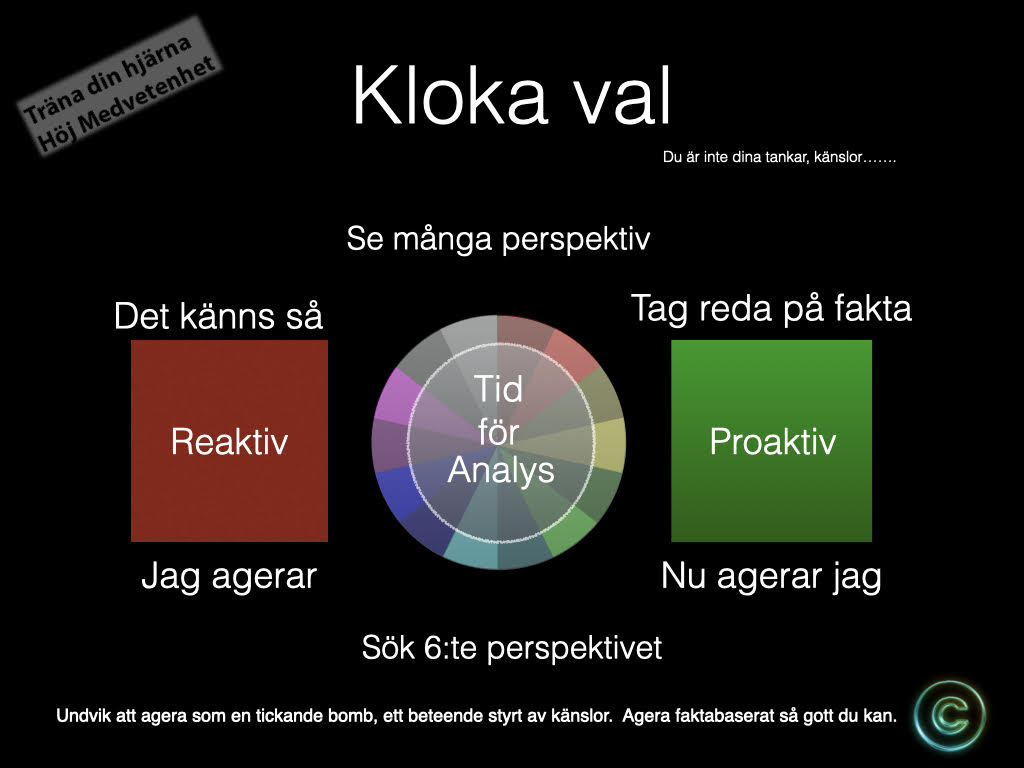 Träna din hjärna
Höj Medvetenhet
Kloka val
Du är inte dina tankar, känslor.......
Se många perspektiv
Det känns så
Tag reda på fakta
Reaktiv
Tid
för
Analys
Proaktiv
Jag agerar
Nu agerar jag
Sök 6:te perspektivet
Undvik att agera som en tickande bomb, ett beteende styrt av känslor.  Agera faktabaserat så gott du kan.
©